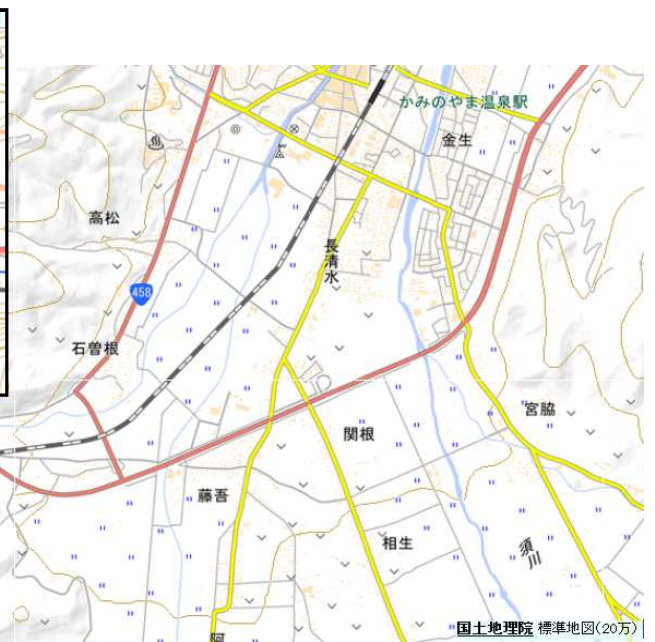 かみのやま温泉駅
金生
高松
長清水
458
石曽根
宮脇
関根
藤吾
相生
須川
国土地理院 標準地図(20万)